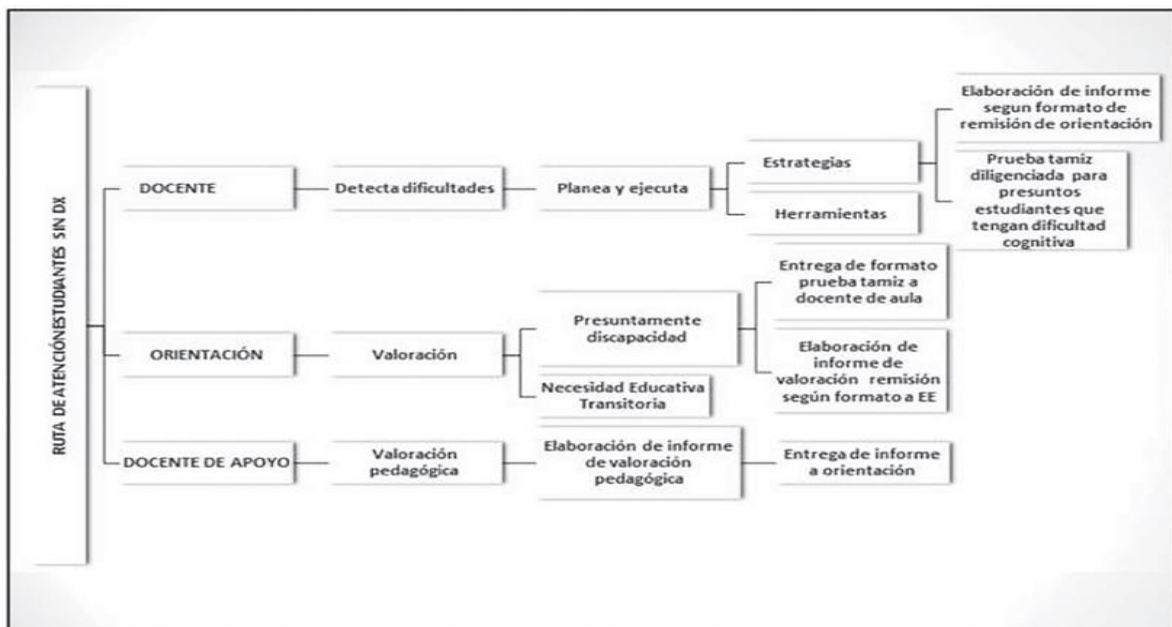 RUTA DE ATENCIÓN ESTUDIANTES SIN DX
DOCENTE
Detecta dificultades
Planea y ejecuta
Estrategias
Herramientas
Elaboración de informe
segun formato de
remisión de orientación
Prueba tamiz
diligenciada para
presuntos
estudiantes que
tengan dificultad
cognitiva
ORIENTACIÓN
Valoración
Presuntamente
discapacidad
Necesidad Educativa
Transitoria
Entrega de formato
prueba tamiz a
docente de aula
Elaboración de
informe de
valoración remisión
según formato a EE
DOCENTE DE APOYO
Valoración
pedagógica
Elaboración de informe
de valoración
pedagógica
Entrega de informe
a orientación